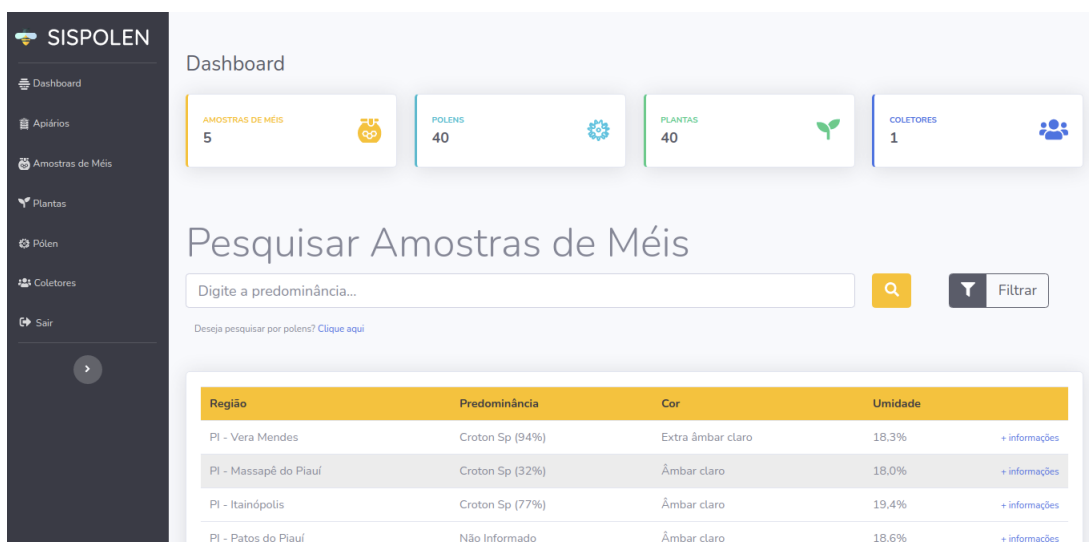 SISPOLEN
Dashboard
Apiários
Amostras de Méis
Plantas
Pólen
Coletores
Sair
Dashboard
AMOSTRAS DE MÉIS
5
POLENS
40
PLANTAS
40
COLETORES
1
Pesquisar Amostras de Méis
Digite a predominância...
Filtrar
Deseja pesquisar por polens? Clique aqui
Região Predominância Cor Umidade
PI - Vera Mendes Croton Sp (94%) Extra âmbar claro 18,3% + informações
PI - Massapê do Piauí Croton Sp (32%) Âmbar claro 18,0% + informações
PI - Itainópolis Croton Sp (77%) Âmbar claro 19,4% + informações
PI - Patos do Piauí Não Informado Âmbar claro 18,6% + informações